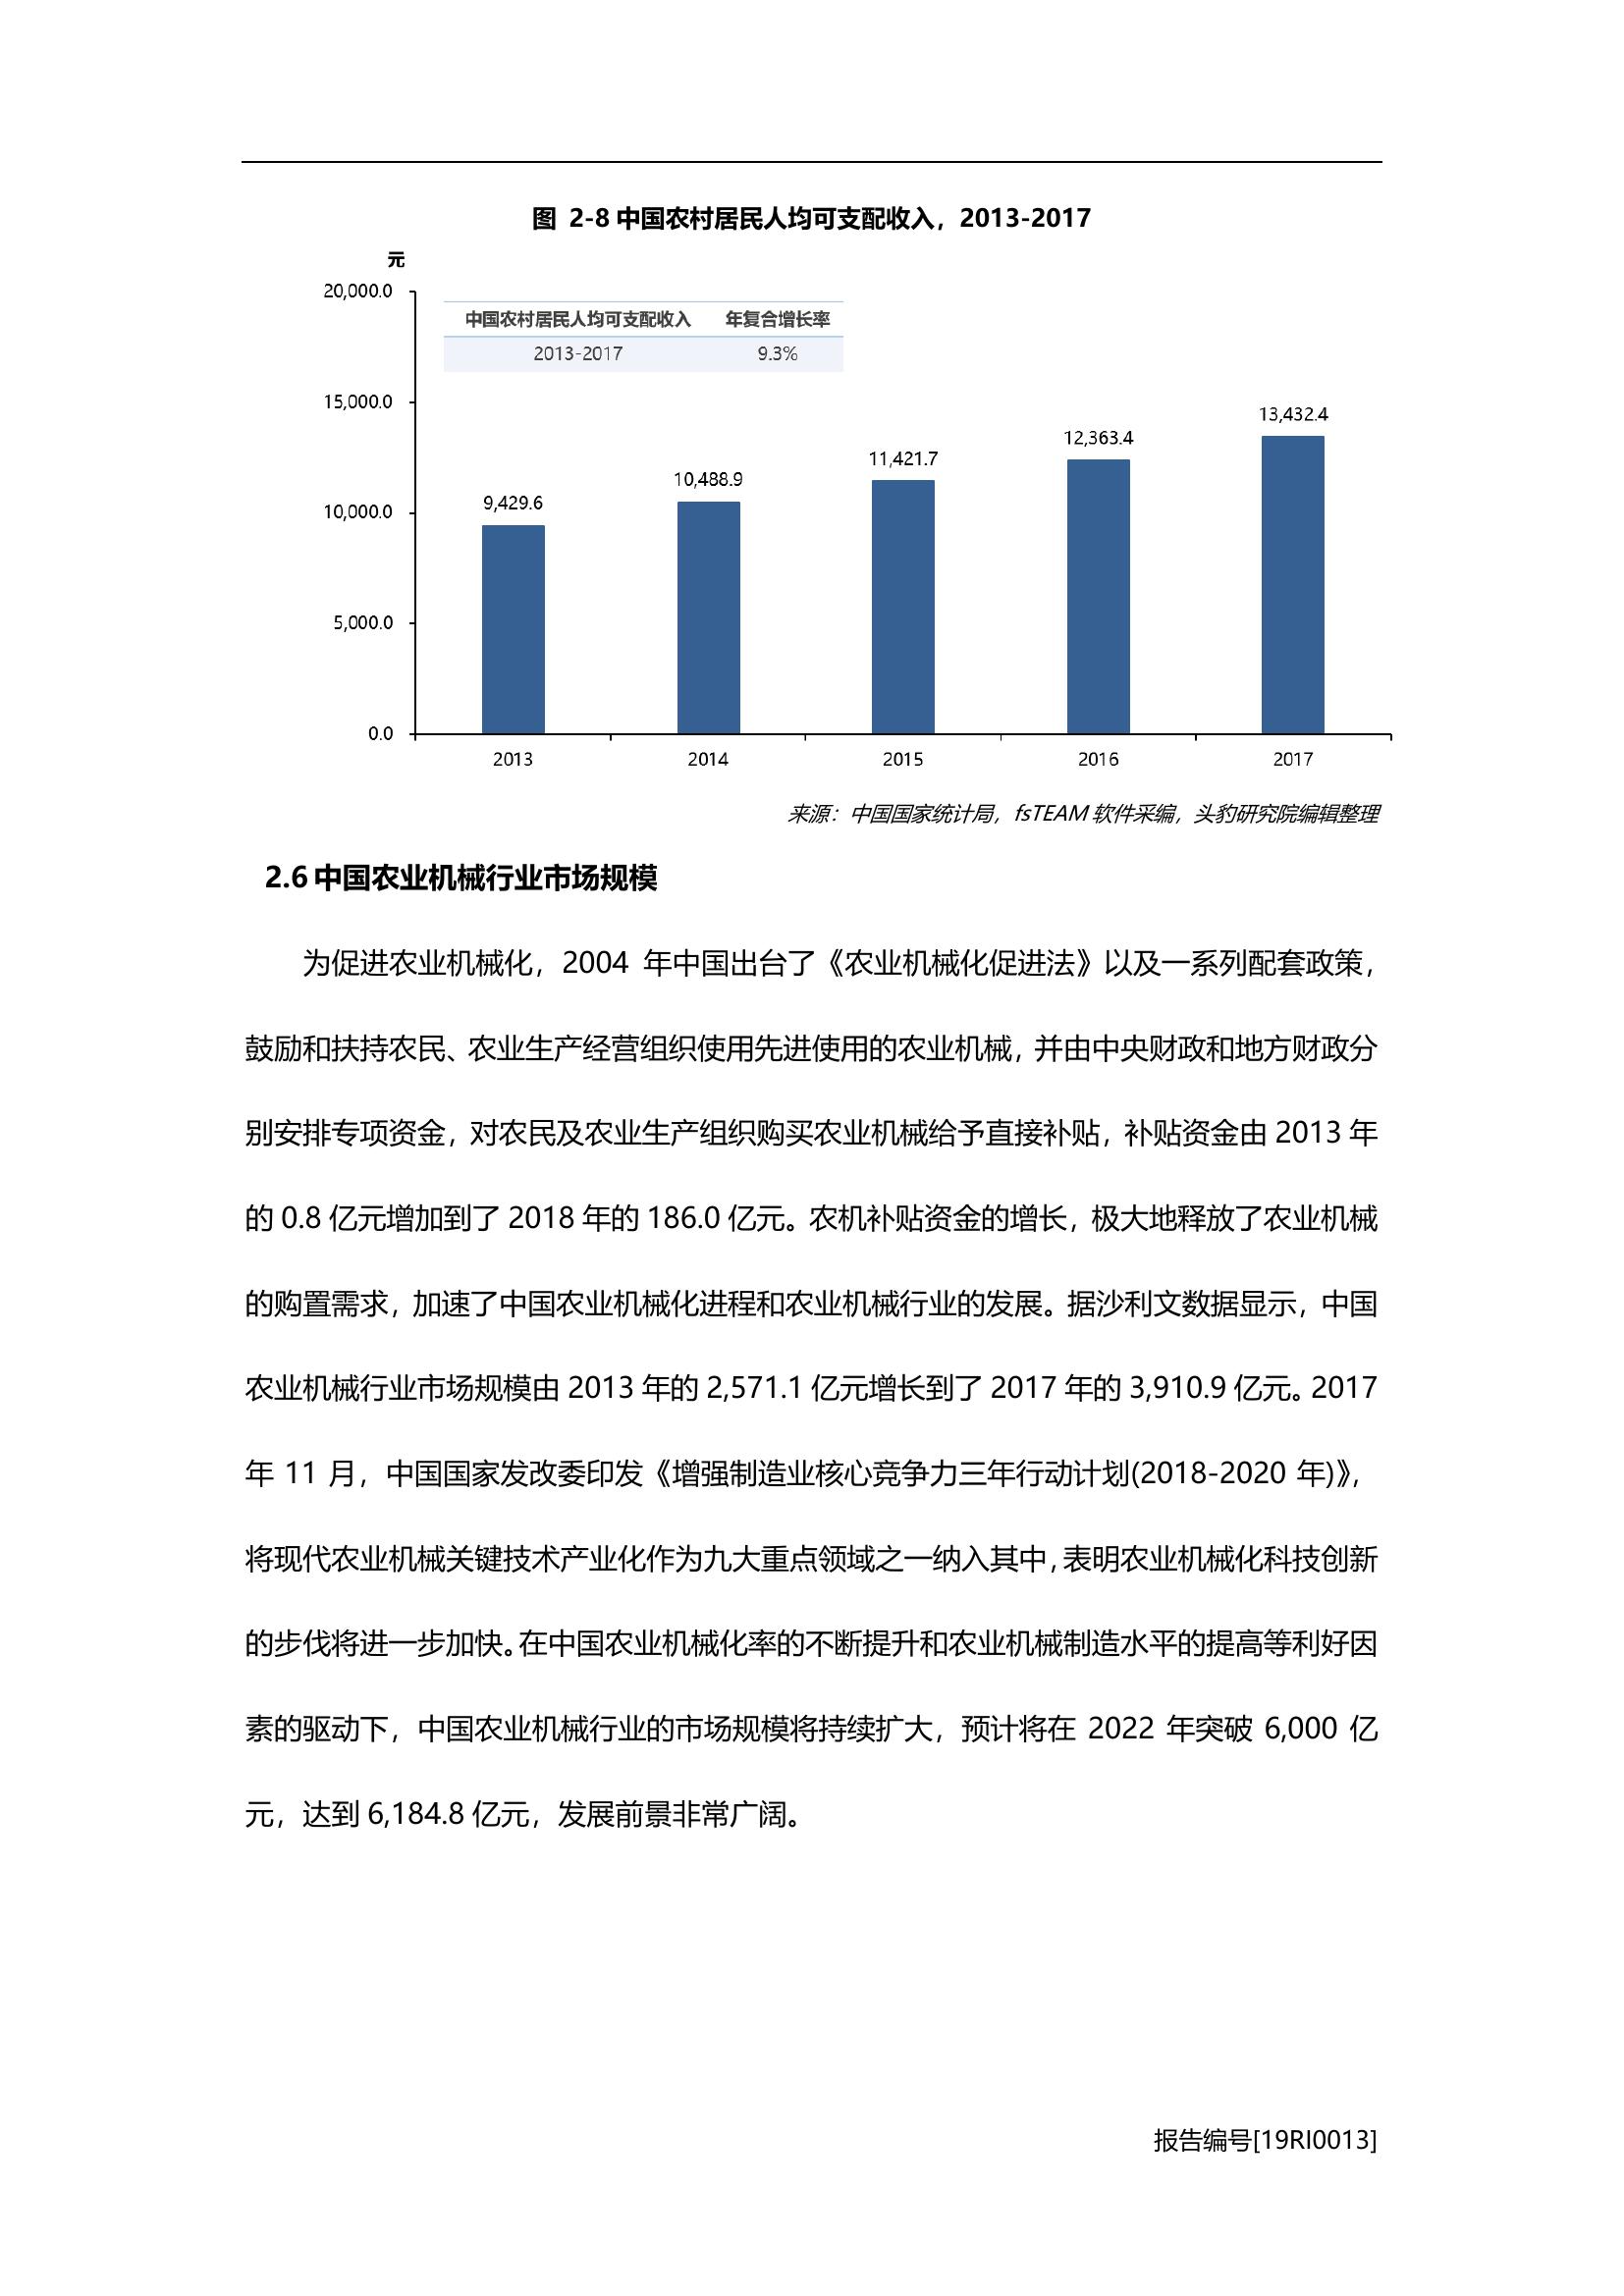 图 2-8 中国农村居民人均可支配收入，2013-2017
元
20,000.0
15,000.0
10,000.0
5,000.0
0.0
中国农村居民人均可支配收入 年复合增长率
2013-2017 9.3%
9,429.6
10,488.9
11,421.7
12,363.4
13,432.4
2013 2014 2015 2016 2017
来源：中国国家统计局，fsTEAM 软件采编，头豹研究院编辑整理
2.6 中国农业机械行业市场规模
为促进农业机械化，2004 年中国出台了《农业机械化促进法》以及一系列配套政策，
鼓励和扶持农民、农业生产经营组织使用先进使用的农业机械，并由中央财政和地方财政分
别安排专项资金，对农民及农业生产组织购买农业机械给予直接补贴，补贴资金由 2013 年
的 0.8 亿元增加到了 2018 年的 186.0 亿元。农机补贴资金的增长，极大地释放了农业机械
的购置需求，加速了中国农业机械化进程和农业机械行业的发展。据沙利文数据显示，中国
农业机械行业市场规模由 2013 年的 2,571.1 亿元增长到了 2017 年的 3,910.9 亿元。2017
年 11 月，中国国家发改委印发《增强制造业核心竞争力三年行动计划(2018-2020 年)》，
将现代农业机械关键技术产业化作为九大重点领域之一纳入其中，表明农业机械化科技创新
的步伐将进一步加快。在中国农业机械化率的不断提升和农业机械制造水平的提高等利好因
素的驱动下，中国农业机械行业的市场规模将持续扩大，预计将在 2022 年突破 6,000 亿
元，达到 6,184.8 亿元，发展前景非常广阔。
报告编号[19RI0013]